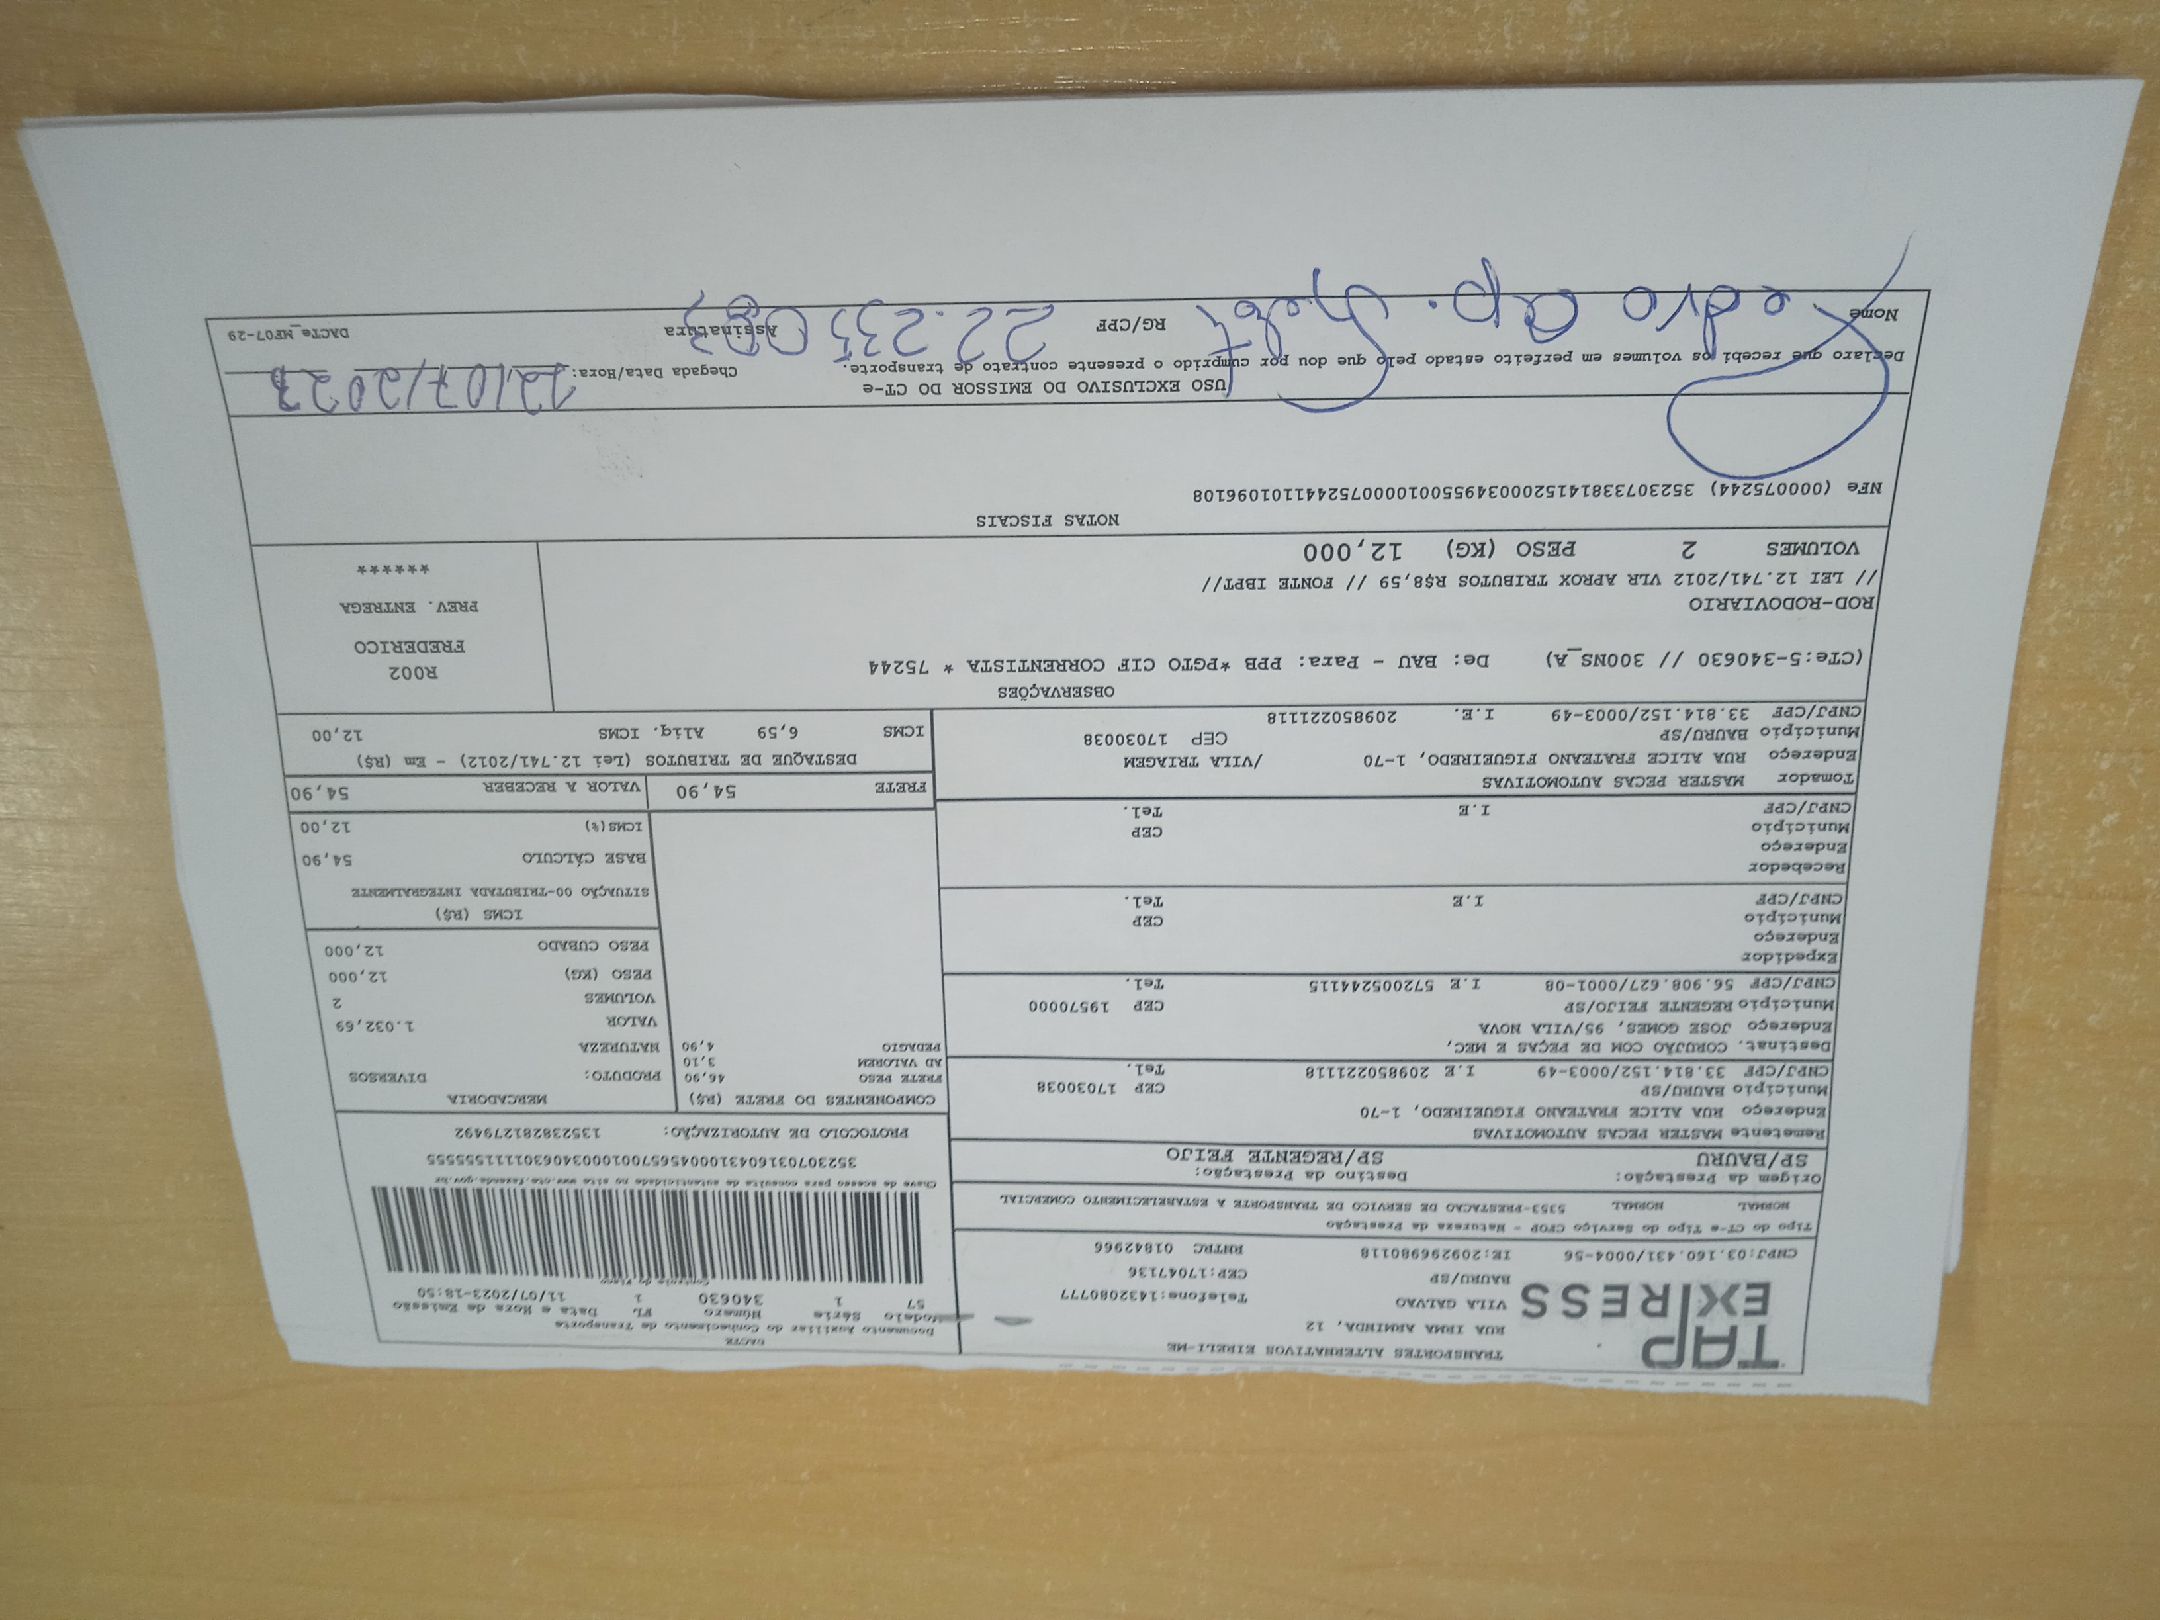 TAP EXPRESS
TRANSPORTES ALTERNATIVOS EIRELI-ME
RUA IRMA ARMINDA, 12
VILA GALVAO Telefone:1432080777
BAURU/SP CEP:17047136
CNPJ:03.160.431/0004-56 IE:209296980118 RNTRC 01842966
DACTE
Documento Auxiliar do Conhecimento de Transporte
Modelo Série Número FL Data e Hora de Emissão
57 1 340630 1 11/07/2023-18:50
Controle do Fisco
Chave de acesso para consulta de autenticidade no site www.cte.fazenda.gov.br
35230703160431000456570010003406301111555555
PROTOCOLO DE AUTORIZAÇÃO: 135238281279492
Tipo do CT-e Tipo do Serviço CFOP - Natureza da Prestação
NORMAL NORMAL 5353-PRESTACAO DE SERVICO DE TRANSPORTE A ESTABELECIMENTO COMERCIAL
Origem da Prestação: Destino da Prestação:
SP/BAURU SP/REGENTE FEIJO
Remetente MASTER PECAS AUTOMOTIVAS
Endereço RUA ALICE FRATEANO FIGUEIREDO, 1-70
Município BAURU/SP CEP 17030038
CNPJ/CPF 33.814.152/0003-49 I.E 209850221118 Tel.
Destinat. CORUJÃO COM DE PEÇAS E MEC,
Endereço JOSE GOMES, 95/VILA NOVA
Município REGENTE FEIJO/SP CEP 19570000
CNPJ/CPF 56.908.627/0001-08 I.E 572005244115 Tel.
Expedidor
Endereço
Município CEP
CNPJ/CPF I.E Tel.
Recebedor
Endereço
Município CEP
CNPJ/CPF I.E Tel.
Tomador MASTER PECAS AUTOMOTIVAS
Endereço RUA ALICE FRATEANO FIGUEIREDO, 1-70 /VILA TRIAGEM
Município BAURU/SP CEP 17030038
CNPJ/CPF 33.814.152/0003-49 I.E. 209850221118
COMPONENTES DO FRETE (R$)
FRETE PESO 46,90
AD VALOREM 3,10
PEDAGIO 4,90
MERCADORIA
PRODUTO: DIVERSOS
NATUREZA
VALOR 1.032,69
VOLUMES 2
PESO (KG) 12,000
PESO CUBADO 12,000
ICMS (R$)
SITUAÇÃO 00-TRIBUTADA INTEGRALMENTE
BASE CÁLCULO 54,90
ICMS(%) 12,00
FRETE 54,90 VALOR A RECEBER 54,90
DESTAQUE DE TRIBUTOS (Lei 12.741/2012) - Em (R$)
ICMS 6,59 Aliq. ICMS 12,00
OBSERVAÇÕES
(CTe:5-340630 // 300NS_A) De: BAU - Para: PPB *PGTO CIF CORRENTISTA * 75244
ROD-RODOVIARIO
// LEI 12.741/2012 VLR APROX TRIBUTOS R$8,59 // FONTE IBPT//
VOLUMES 2 PESO (KG) 12,000
R002
FREDERICO
PREV. ENTREGA
******
NOTAS FISCAIS
NFe (000075244) 35230733814152000349550010000752441101096108
USO EXCLUSIVO DO EMISSOR DO CT-e
Chegada Data/Hora: 12/07/2023
Declaro que recebi os volumes em perfeito estado pelo que dou por cumprido o presente contrato de transporte.
Nome Pedro ap. RG/CPF 22.235 083 Assinatura DACTe_MF07-29